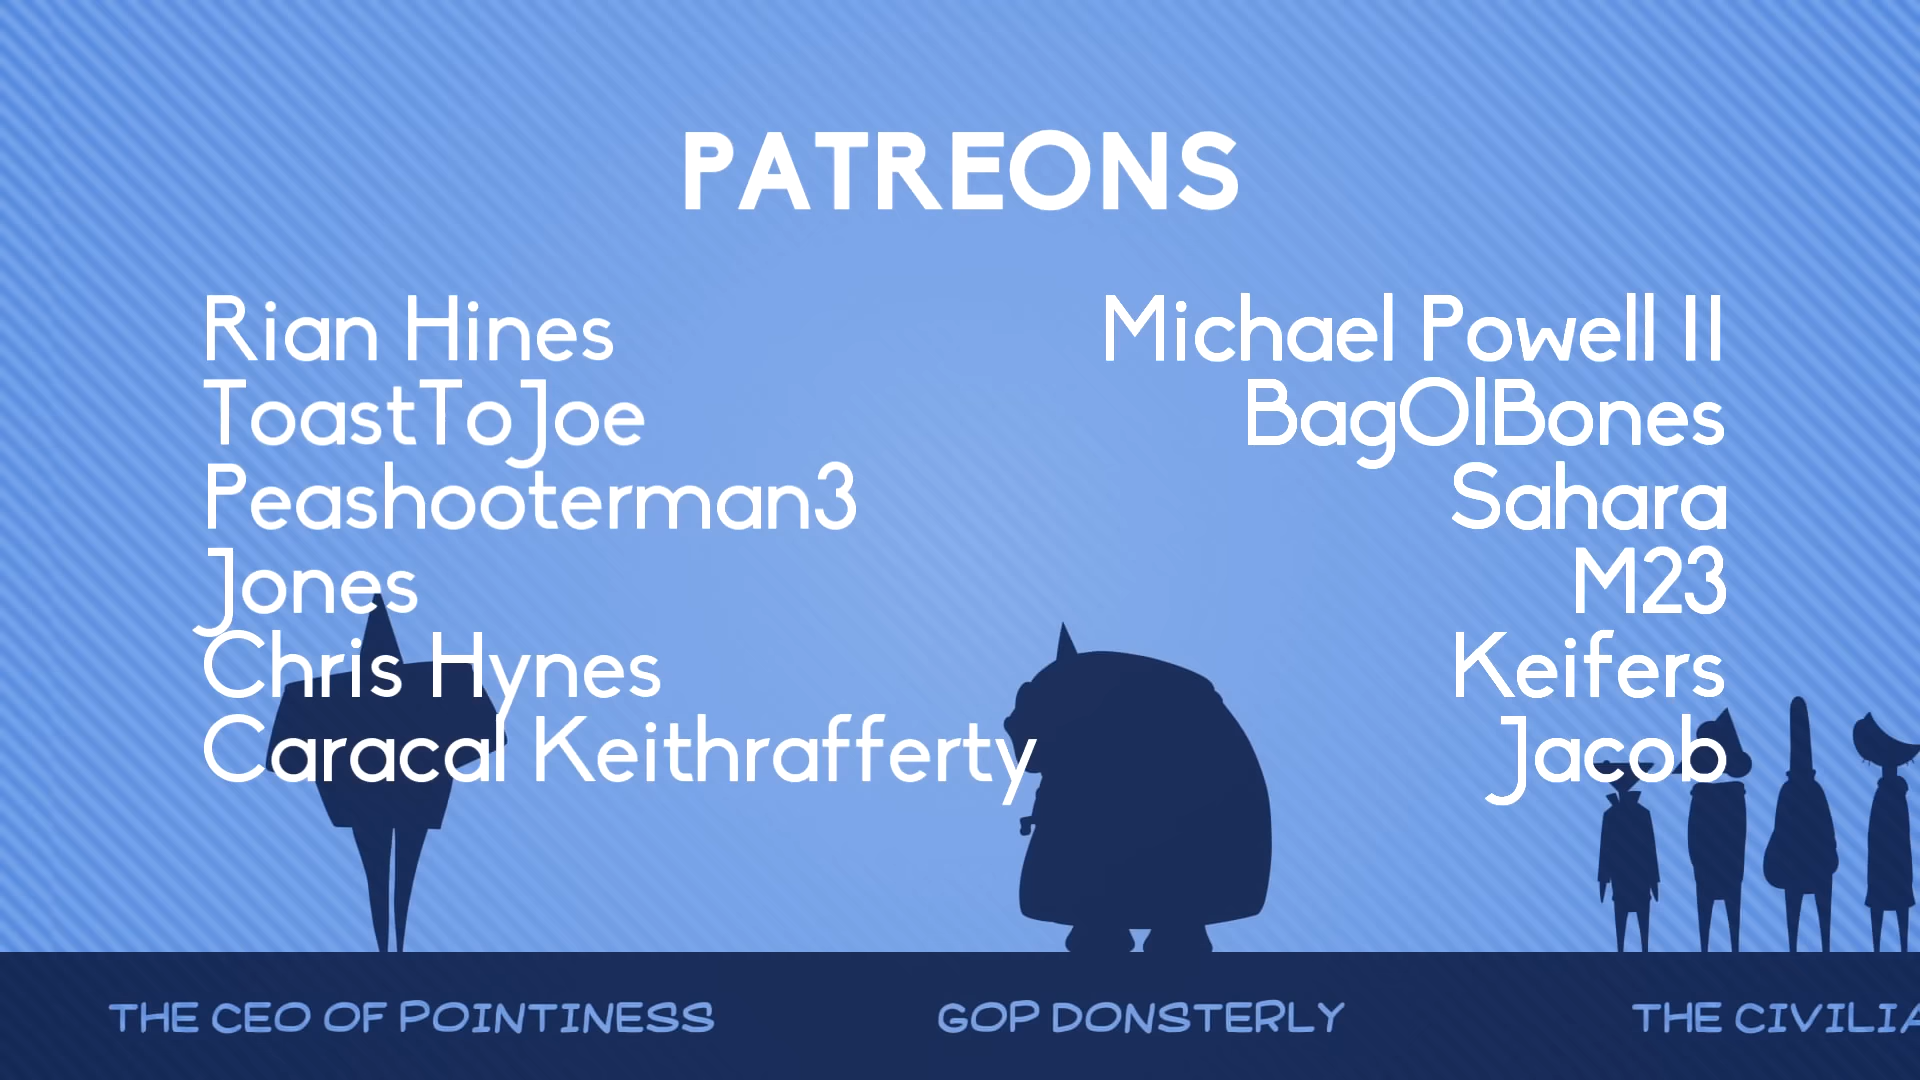 PATREONS
Rian Hines
ToastToJoe
Peashooterman3
Jones
Chris Hynes
Caracal Keithrafferty
Michael Powell II
BagOlBones
Sahara
M23
Keifers
Jacob
THE CEO OF POINTINESS
GOP DONSTERLY
THE